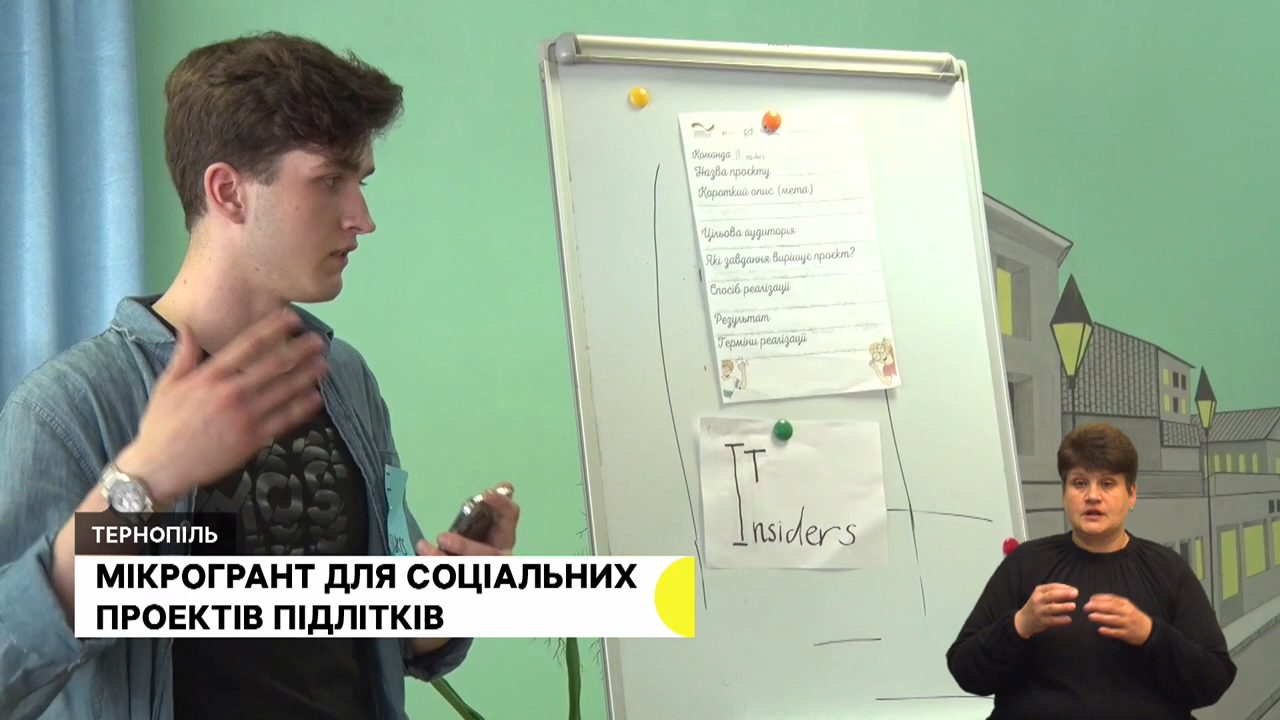 Команда
Назва проєкту
Короткий опис (мета)
Цільова аудиторія
Які завдання вирішує проєкт?
Спосіб реалізації
Результат
Терміни реалізації
IT
Insiders
ТЕРНОПІЛЬ
МІКРОГРАНТ ДЛЯ СОЦІАЛЬНИХ
ПРОЕКТІВ ПІДЛІТКІВ